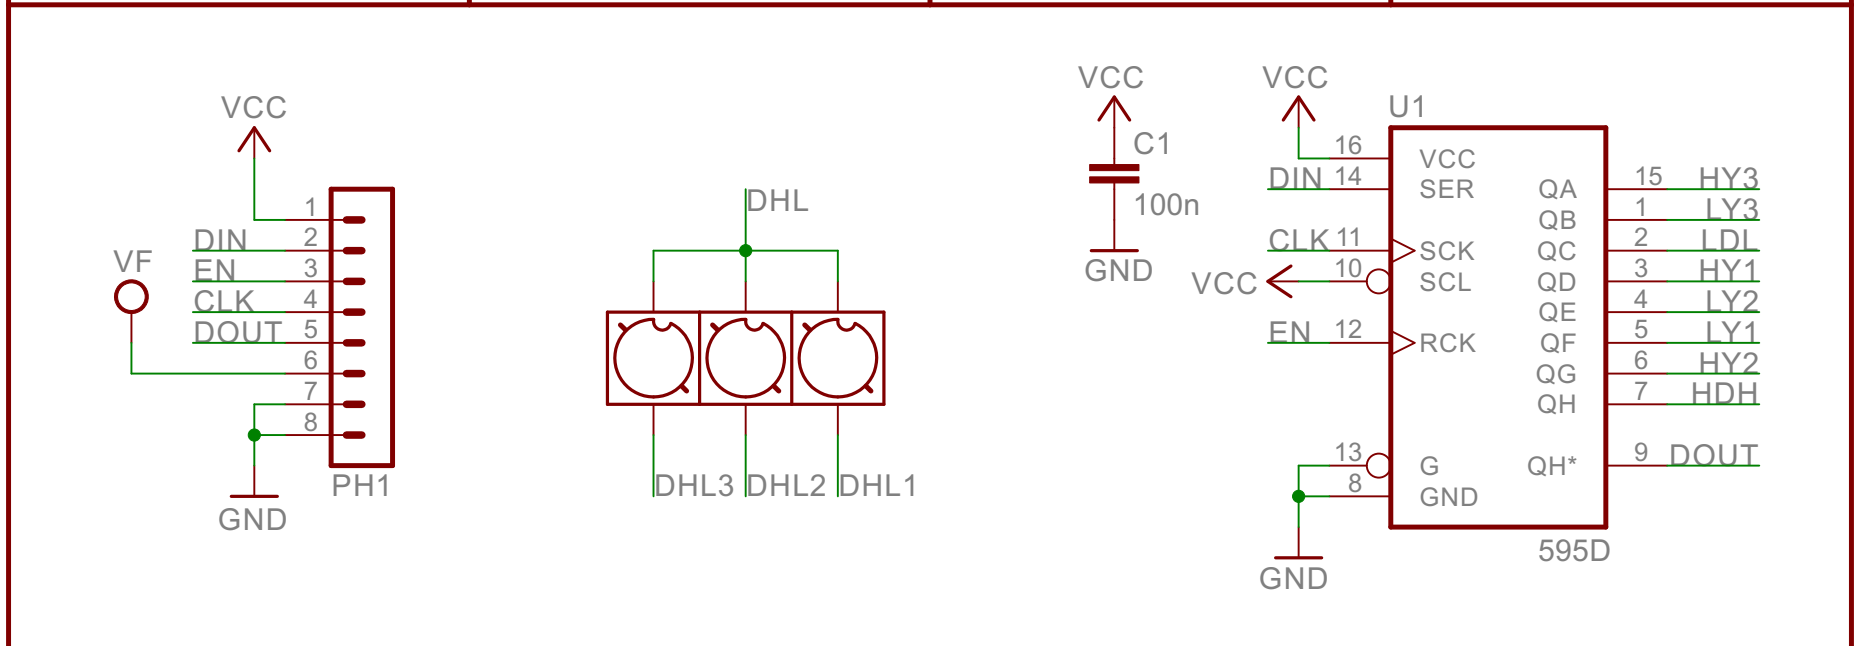 VCC
1
DIN 2
VF
EN 3
CLK 4
DOUT 5
6
7
8
PH1
GND
DHL
DHL3 DHL2 DHL1
VCC
C1
100n
GND
VCC
U1
16 VCC
DIN 14 SER
CLK 11 SCK
VCC 10 SCL
EN 12 RCK
13 G
8 GND
GND
QA 15 HY3
QB 1 LY3
QC 2 LDL
QD 3 HY1
QE 4 LY2
QF 5 LY1
QG 6 HY2
QH 7 HDH
QH* 9 DOUT
595D